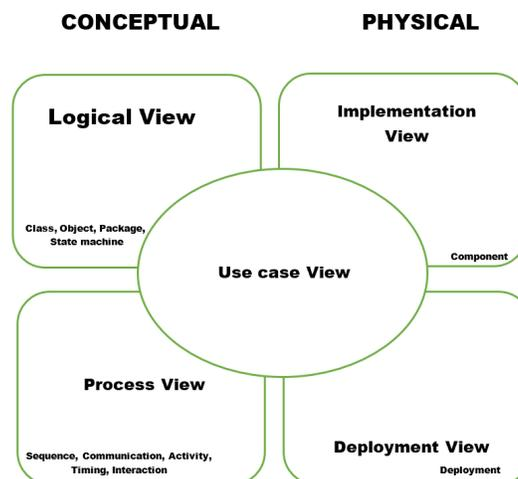 CONCEPTUAL
PHYSICAL
Logical View
Class, Object, Package,
State machine
Implementation
View
Component
Use case View
Process View
Sequence, Communication, Activity,
Timing, Interaction
Deployment View
Deployment